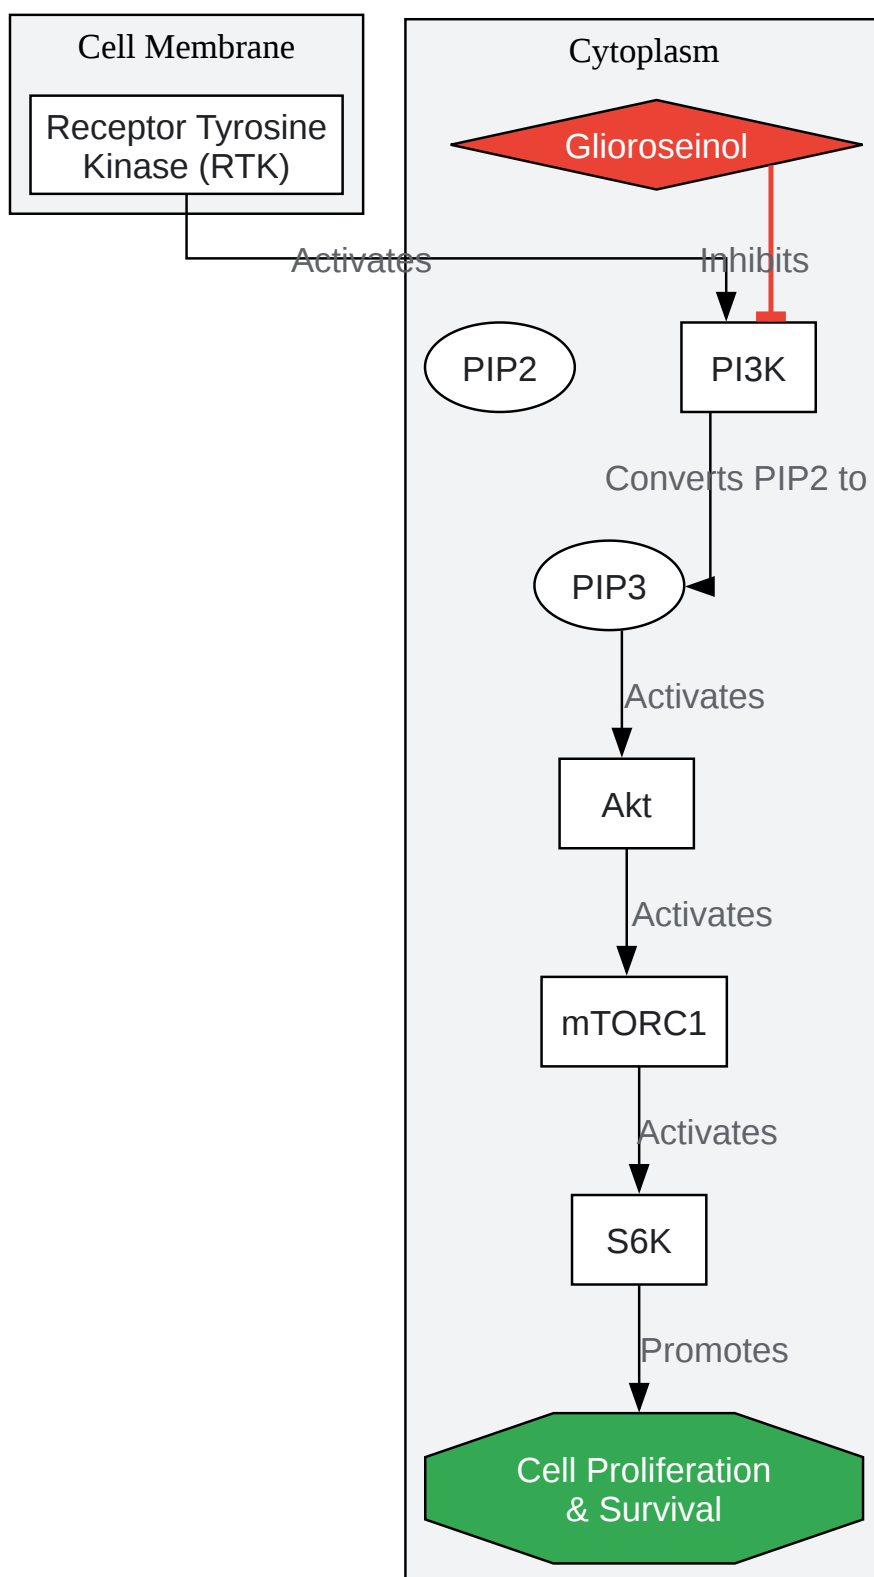 Cell Membrane
Receptor Tyrosine
Kinase (RTK)
Cytoplasm
Glioroseinol
Activates
Inhibits
PIP2
PI3K
Converts PIP2 to
PIP3
Activates
Akt
Activates
mTORC1
Activates
S6K
Promotes
Cell Proliferation
& Survival